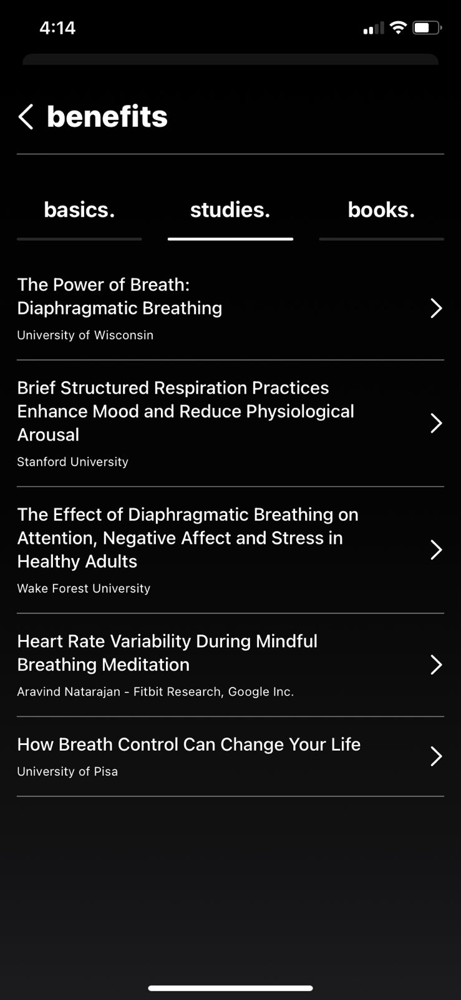 4:14
benefits
basics.
studies.
books.
The Power of Breath:
Diaphragmatic Breathing
University of Wisconsin
Brief Structured Respiration Practices
Enhance Mood and Reduce Physiological
Arousal
Stanford University
The Effect of Diaphragmatic Breathing on
Attention, Negative Affect and Stress in
Healthy Adults
Wake Forest University
Heart Rate Variability During Mindful
Breathing Meditation
Aravind Natarajan - Fitbit Research, Google Inc.
How Breath Control Can Change Your Life
University of Pisa